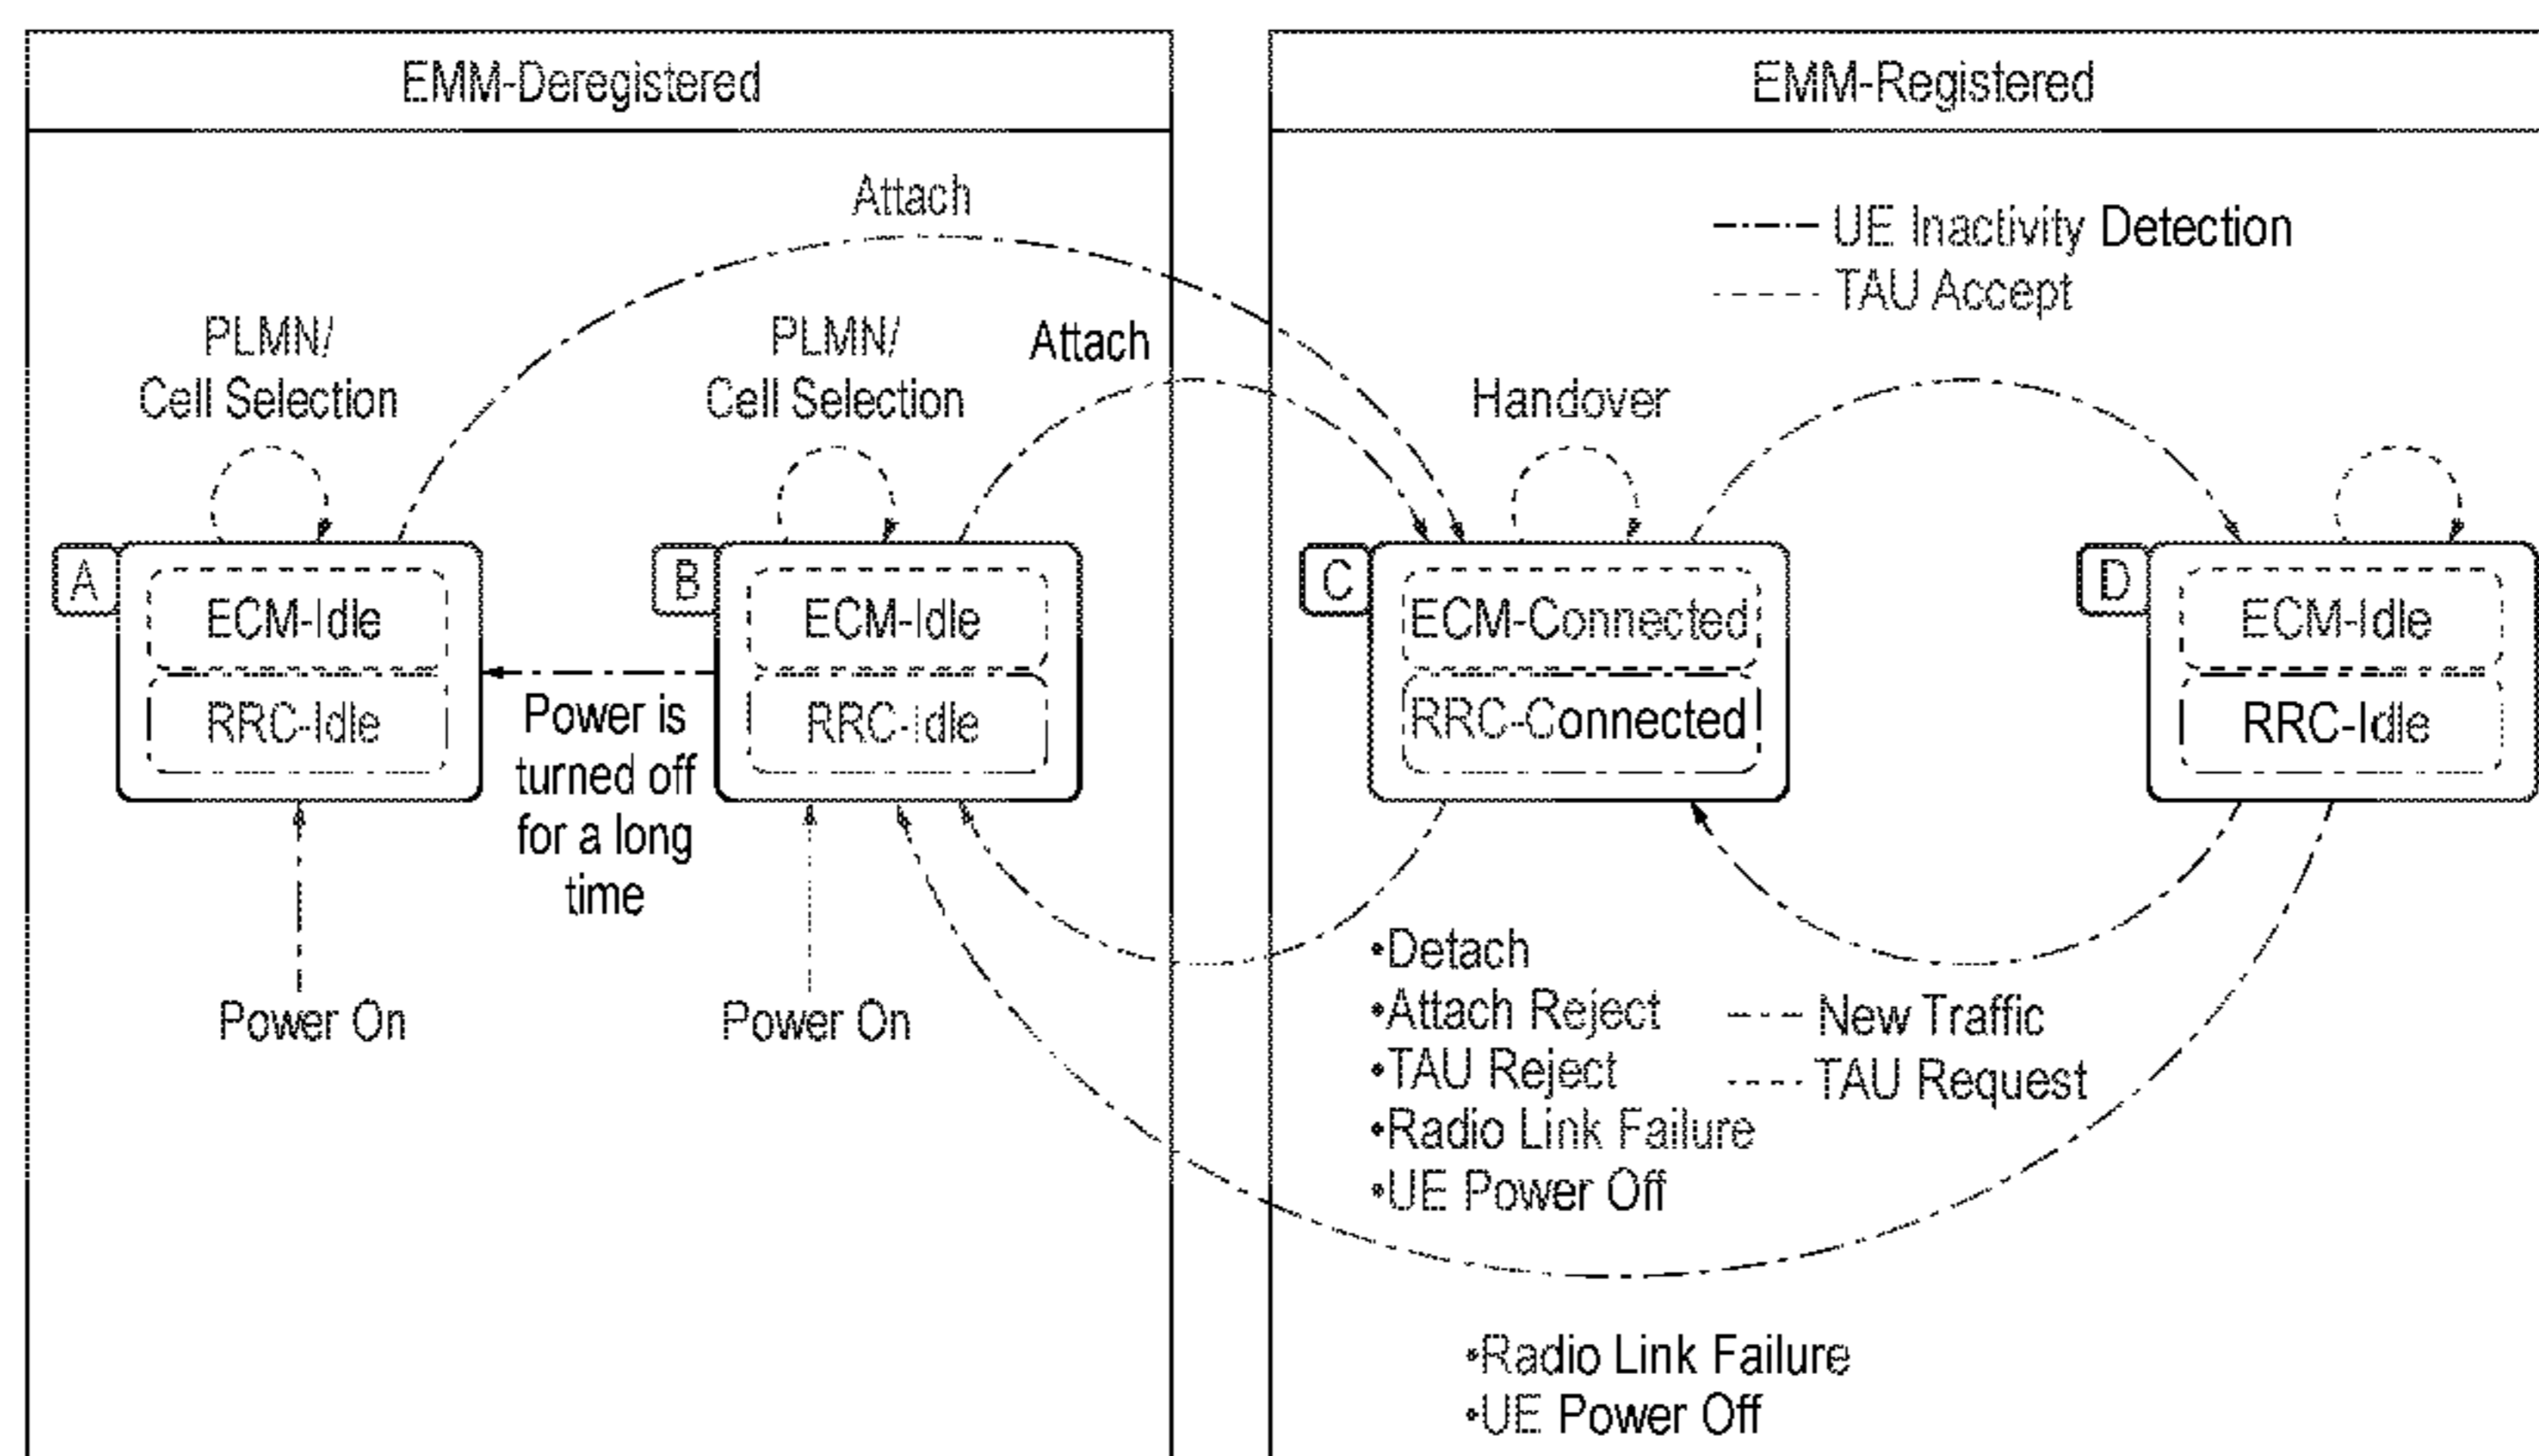 EMM-Deregistered
EMM-Registered
Attach
UE Inactivity Detection
TAU Accept
PLMN/
Cell Selection
PLMN/
Cell Selection
Attach
Handover
A
ECM-Idle
RRC-Idle
B
ECM-Idle
RRC-Idle
C
ECM-Connected
RRC-Connected
D
ECM-Idle
RRC-Idle
Power is
turned off
for a long
time
Power On
Power On
•Detach
•Attach Reject
•TAU Reject
•Radio Link Failure
•UE Power Off
New Traffic
TAU Request
•Radio Link Failure
•UE Power Off